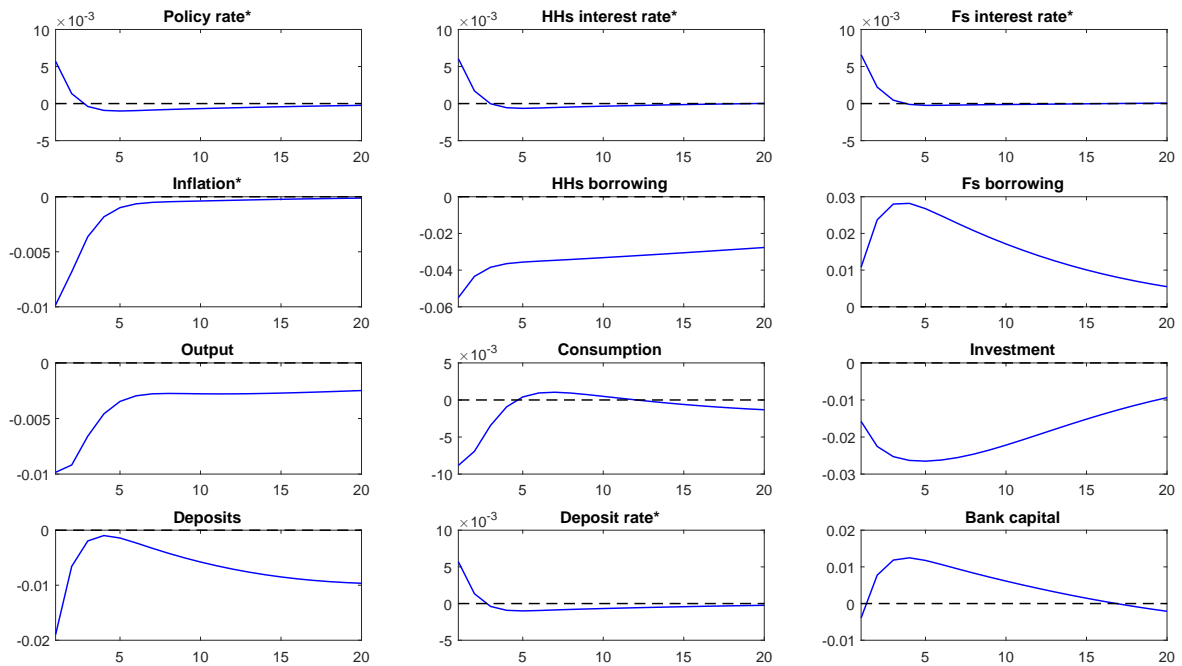 Policy rate*
×10⁻³
10
5
0
-5
5 10 15 20
HHs interest rate*
×10⁻³
10
5
0
-5
5 10 15 20
Fs interest rate*
×10⁻³
10
5
0
-5
5 10 15 20
Inflation*
0
-0.005
-0.01
5 10 15 20
HHs borrowing
0
-0.02
-0.04
-0.06
5 10 15 20
Fs borrowing
0.03
0.02
0.01
0
5 10 15 20
Output
0
-0.005
-0.01
5 10 15 20
Consumption
×10⁻³
5
0
-5
-10
5 10 15 20
Investment
0
-0.01
-0.02
-0.03
5 10 15 20
Deposits
0
-0.01
-0.02
5 10 15 20
Deposit rate*
×10⁻³
10
5
0
-5
5 10 15 20
Bank capital
0.02
0.01
0
-0.01
5 10 15 20